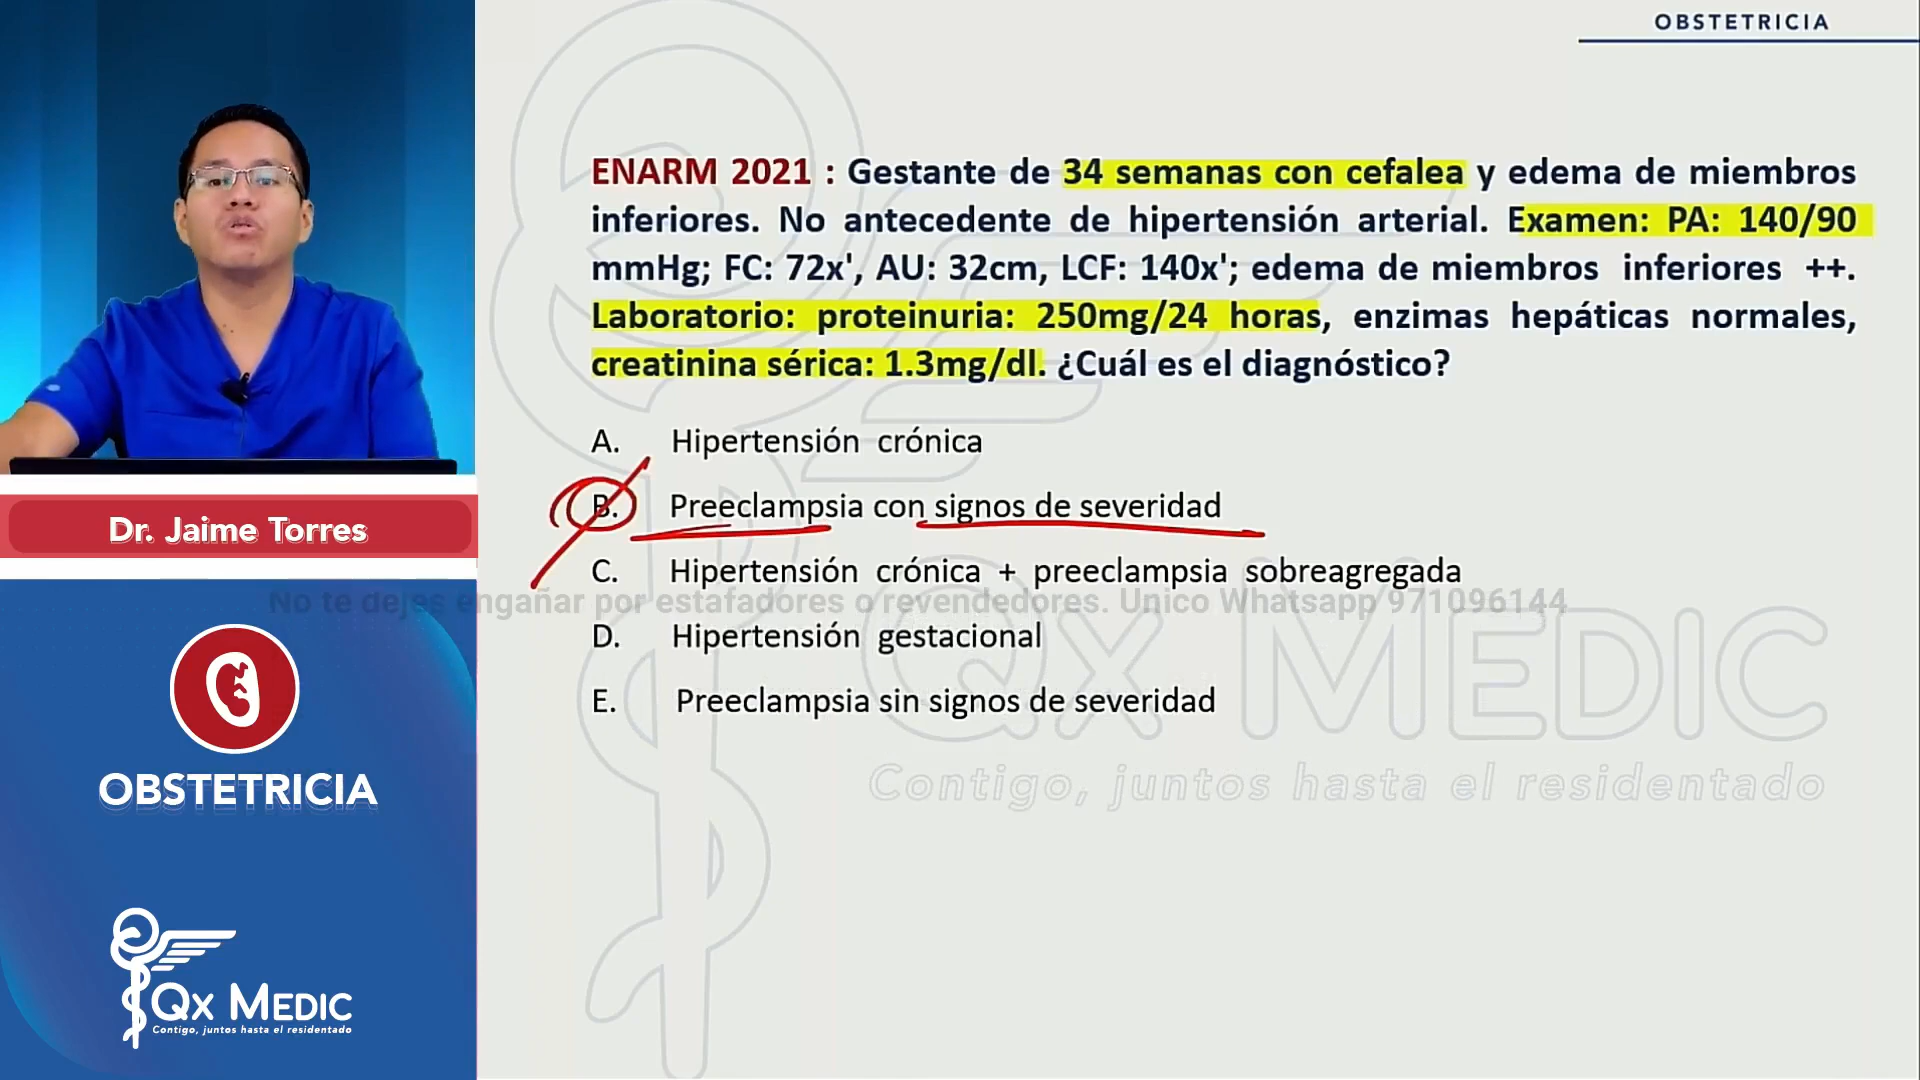 OBSTETRICIA
ENARM 2021 : Gestante de 34 semanas con cefalea y edema de miembros
inferiores. No antecedente de hipertensión arterial. Examen: PA: 140/90
mmHg; FC: 72x', AU: 32cm, LCF: 140x'; edema de miembros inferiores ++.
Laboratorio: proteinuria: 250mg/24 horas, enzimas hepáticas normales,
creatinina sérica: 1.3mg/dl. ¿Cuál es el diagnóstico?
A. Hipertensión crónica
B. Preeclampsia con signos de severidad
C. Hipertensión crónica + preeclampsia sobreagregada
No te dejes engañar por estafadores o revendedores. Unico Whatsapp 971096144
D. Hipertensión gestacional
E. Preeclampsia sin signos de severidad
QX MEDIC
Contigo, juntos hasta el residentado
Dr. Jaime Torres
OBSTETRICIA
QX MEDIC
Contigo, juntos hasta el residentado